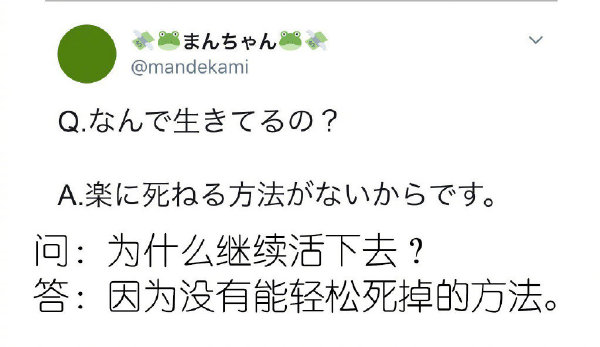 💸🐸まんちゃん🐸💸
@mandekami
Q.なんで生きてるの？
A.楽に死ねる方法がないからです。
问：为什么继续活下去？
答：因为没有能轻松死掉的方法。